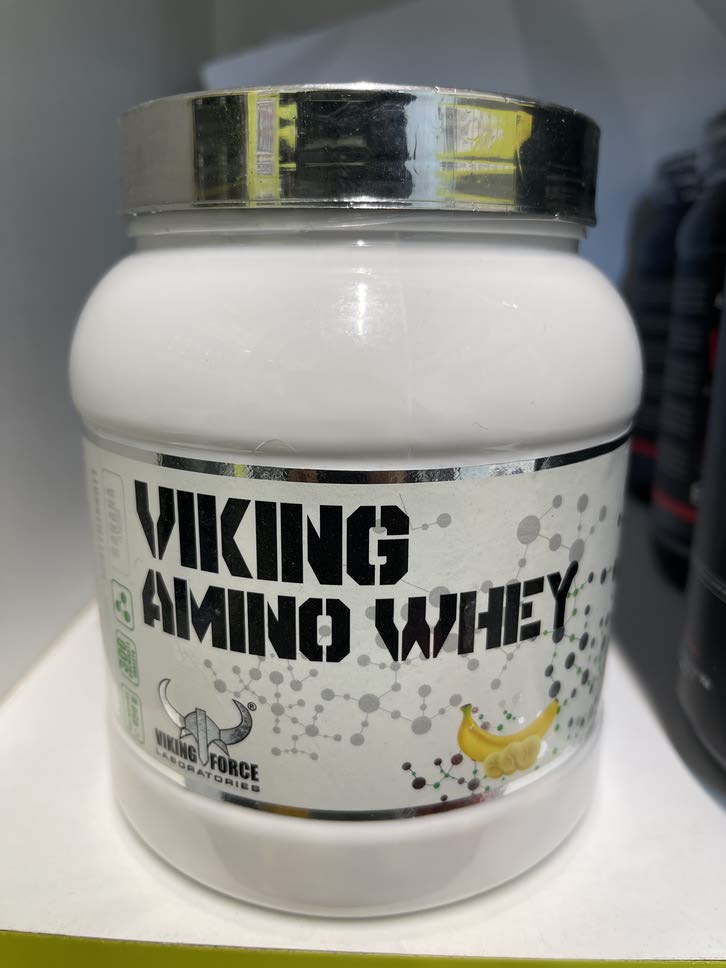 VIKING
AMINO WHEY
®
VIKING FORCE
LABORATORIES